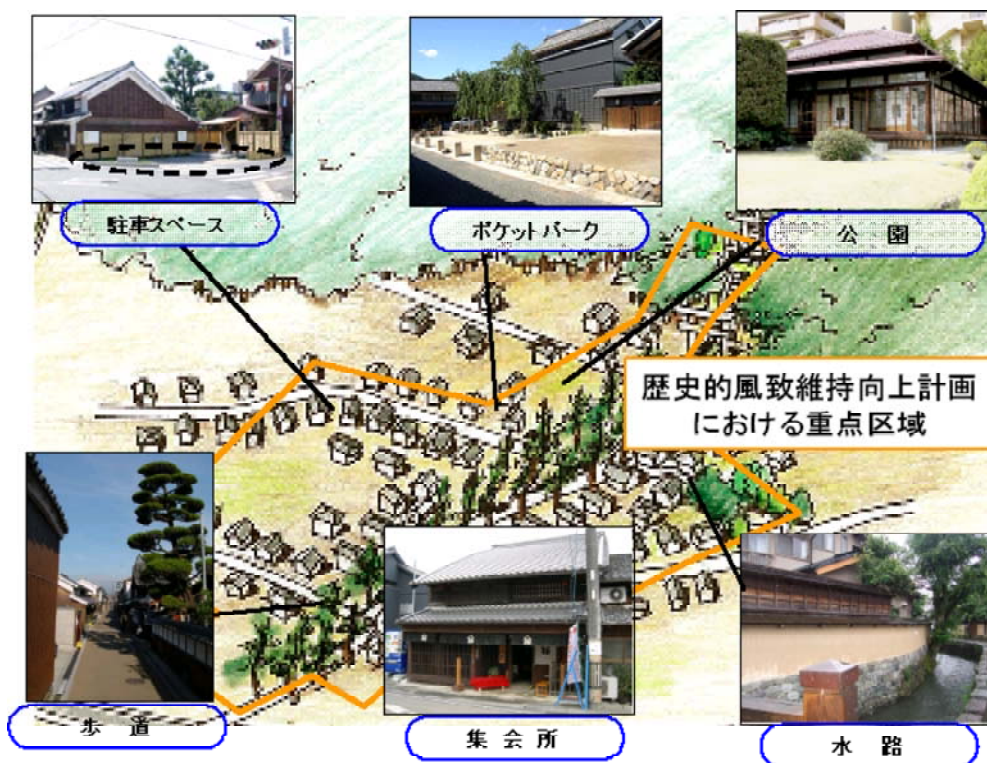 駐車スペース
ポケットパーク
公 園
歴史的風致維持向上計画
における重点区域
歩 道
集 会 所
水 路